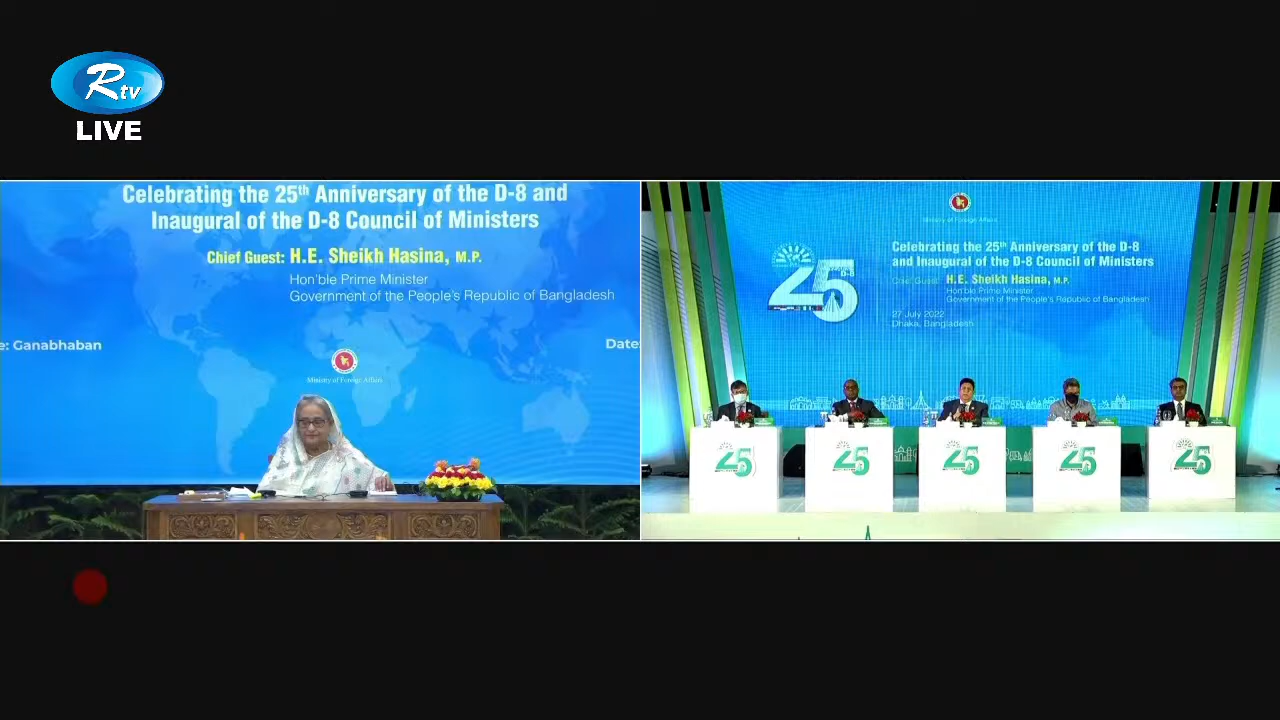 Rtv
LIVE
Celebrating the 25th Anniversary of the D-8 and
Inaugural of the D-8 Council of Ministers
Chief Guest: H.E. Sheikh Hasina, M.P.
Hon'ble Prime Minister
Government of the People's Republic of Bangladesh
e: Ganabhaban
Date:
Ministry of Foreign Affairs
Ministry of Foreign Affairs
25
D-8
Celebrating the 25th Anniversary of the D-8
and Inaugural of the D-8 Council of Ministers
Chief Guest: H.E. Sheikh Hasina, M.P.
Hon'ble Prime Minister
Government of the People's Republic of Bangladesh
27 July 2022
Dhaka, Bangladesh
25
25
25
25
25